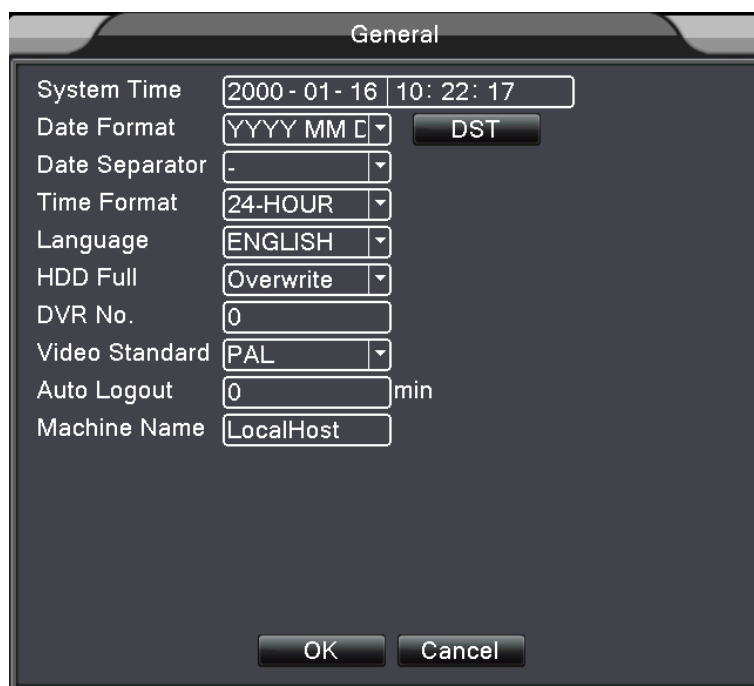 General
System Time 2000 - 01 - 16 10: 22: 17
Date Format YYYY MM D DST
Date Separator -
Time Format 24-HOUR
Language ENGLISH
HDD Full Overwrite
DVR No. 0
Video Standard PAL
Auto Logout 0 min
Machine Name LocalHost
OK Cancel